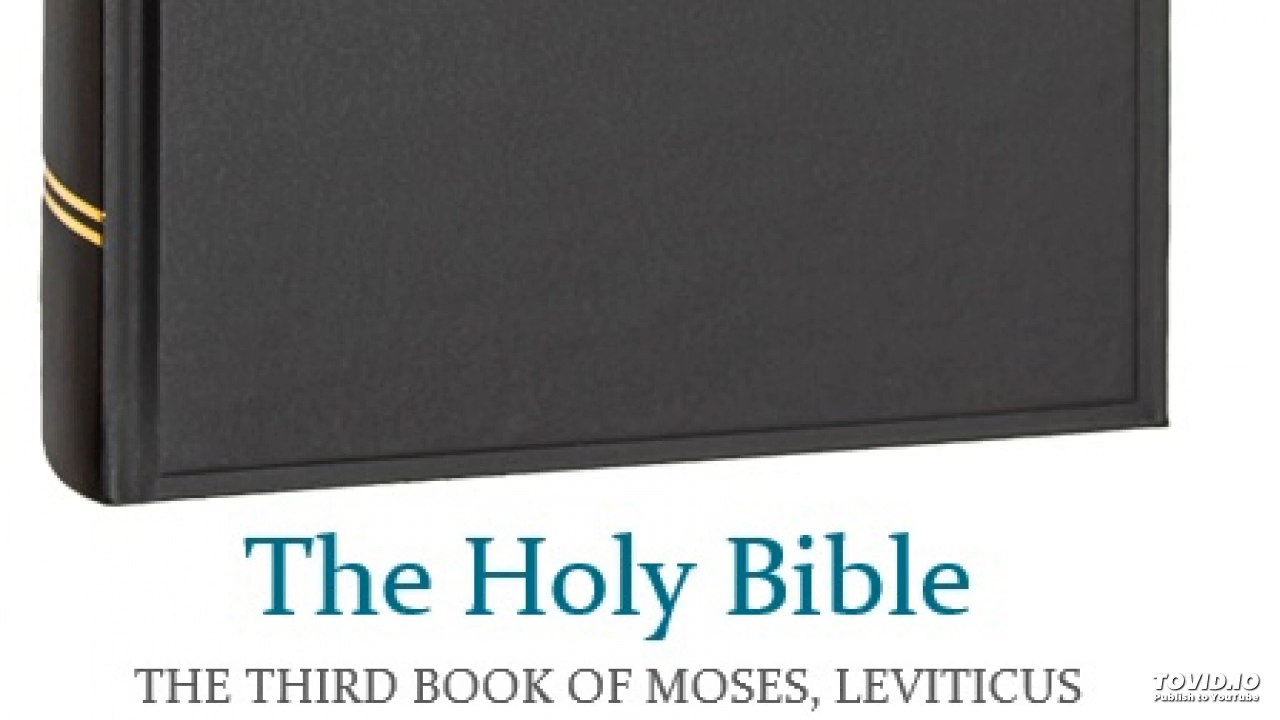 The Holy Bible
THE THIRD BOOK OF MOSES, LEVITICUS
TOVID.IO
Publish to YouTube